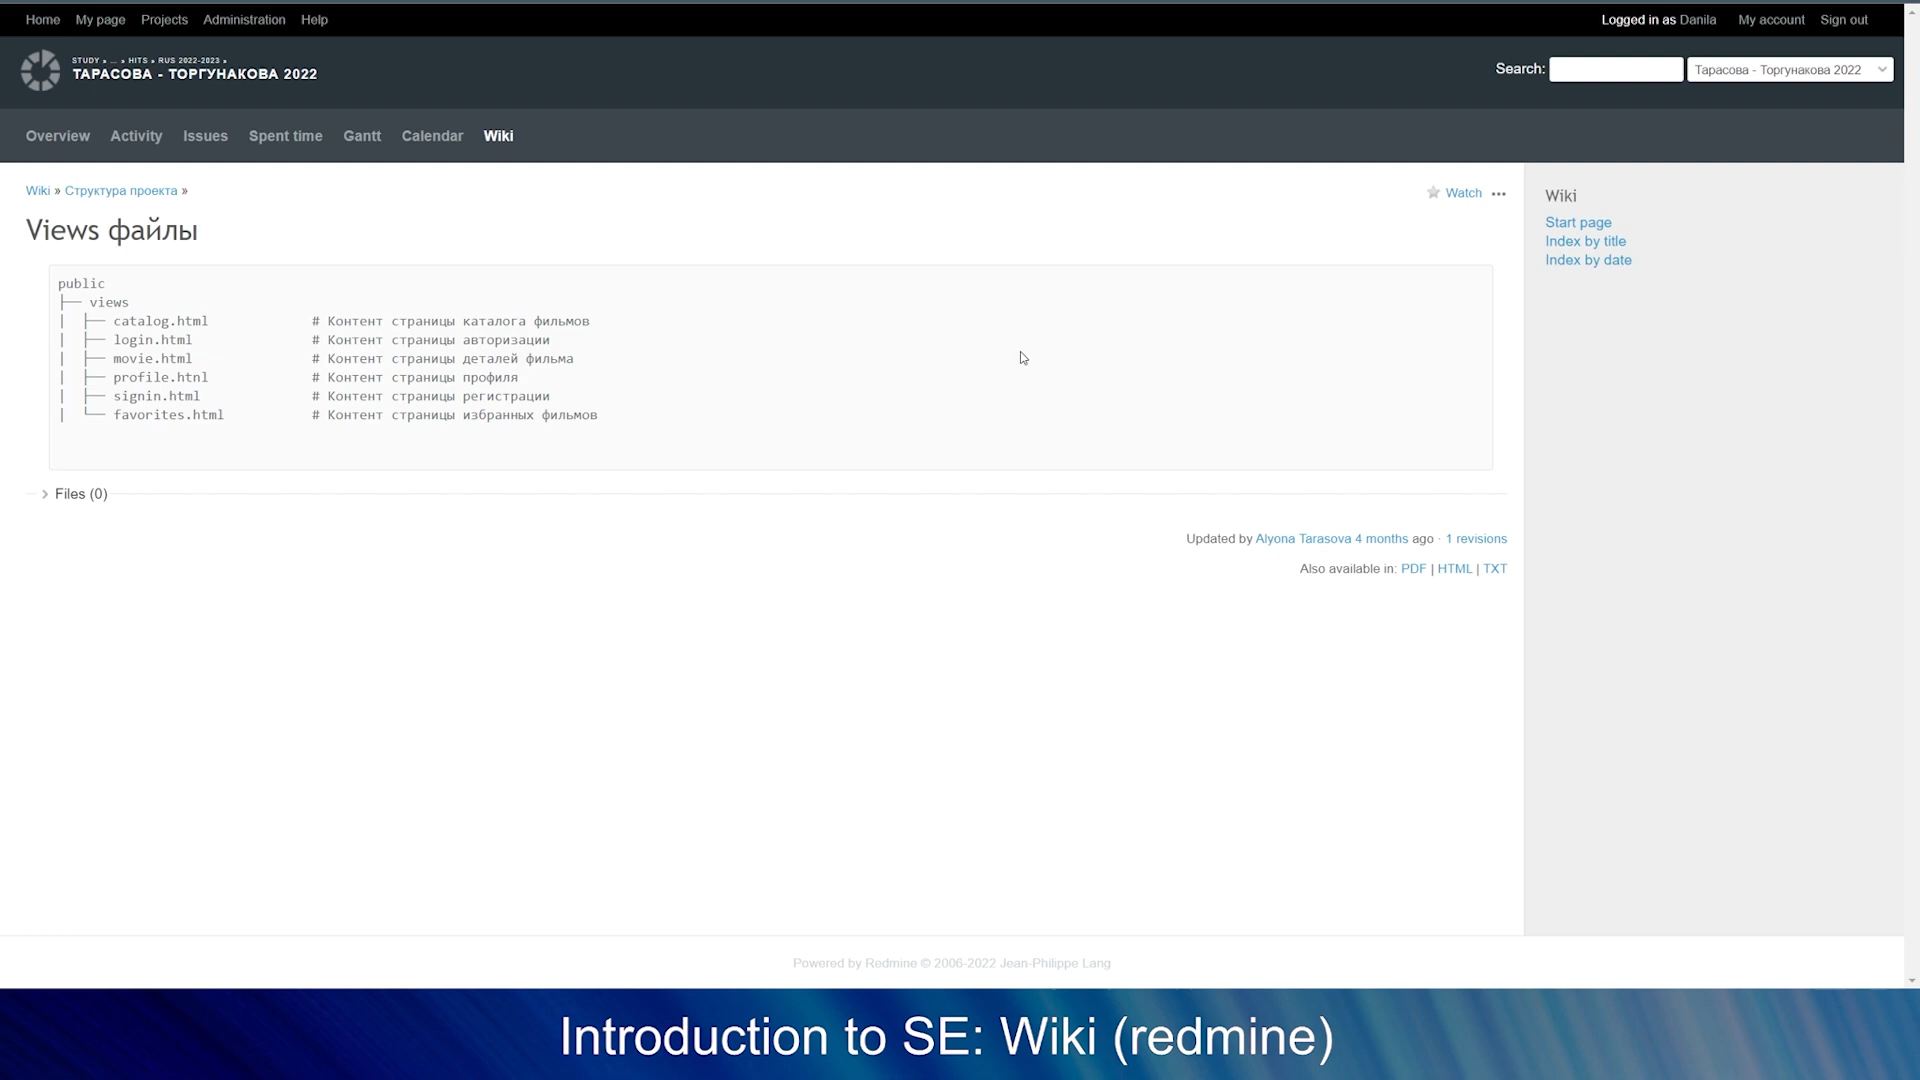 Home My page Projects Administration Help
Logged in as Danila My account Sign out
STUDY » ... » HITS » RUS 2022-2023 »
ТАРАСОВА - ТОРГУНАКОВА 2022
Search: Тарасова - Торгунакова 2022
Overview Activity Issues Spent time Gantt Calendar Wiki
Wiki » Структура проекта »
Watch
Views файлы
public
├── views
│  ├── catalog.html # Контент страницы каталога фильмов
│  ├── login.html # Контент страницы авторизации
│  ├── movie.html # Контент страницы деталей фильма
│  ├── profile.htnl # Контент страницы профиля
│  ├── signin.html # Контент страницы регистрации
│  └── favorites.html # Контент страницы избранных фильмов
Files (0)
Updated by Alyona Tarasova 4 months ago · 1 revisions
Also available in: PDF | HTML | TXT
Wiki
Start page
Index by title
Index by date
Powered by Redmine © 2006-2022 Jean-Philippe Lang
Introduction to SE: Wiki (redmine)